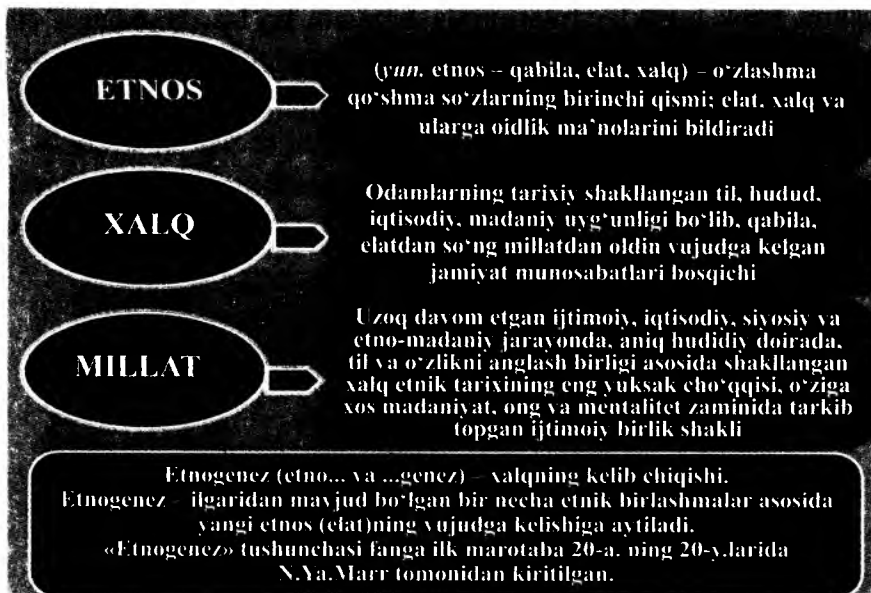 ETNOS
(yun. etnos – qabila, elat, xalq) – o‘zlashma
qo‘shma so‘zlarning birinchi qismi; elat, xalq va
ularga oidlik ma’nolarini bildiradi
XALQ
Odamlarning tarixiy shakllangan til, hudud,
iqtisodiy, madaniy uyg‘unligi bo‘lib, qabila,
elatdan so‘ng millatdan oldin vujudga kelgan
jamiyat munosabatlari bosqichi
MILLAT
Uzoq davom etgan ijtimoiy, iqtisodiy, siyosiy va
etno-madaniy jarayonda, aniq hudidiy doirada,
til va o‘zlikni anglash birligi asosida shakllangan
xalq etnik tarixining eng yuksak cho‘qqisi, o‘ziga
xos madaniyat, ong va mentalitet zaminida tarkib
topgan ijtimoiy birlik shakli
Etnogenez (etno... va ...genez) – xalqning kelib chiqishi.
Etnogenez – ilgaridan mavjud bo‘lgan bir necha etnik birlashmalar asosida
yangi etnos (elat)ning vujudga kelishiga aytiladi.
«Etnogenez» tushunchasi fanga ilk marotaba 20-a. ning 20-y.larida
N.Ya.Marr tomonidan kiritilgan.